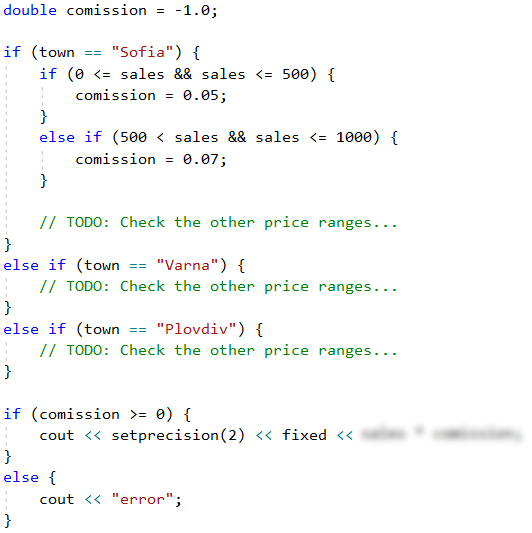 double comission = -1.0;
if (town == "Sofia") {
if (0 <= sales && sales <= 500) {
comission = 0.05;
}
else if (500 < sales && sales <= 1000) {
comission = 0.07;
}
// TODO: Check the other price ranges...
}
else if (town == "Varna") {
// TODO: Check the other price ranges...
}
else if (town == "Plovdiv") {
// TODO: Check the other price ranges...
}
if (comission >= 0) {
cout << setprecision(2) << fixed <<
}
else {
cout << "error";
}